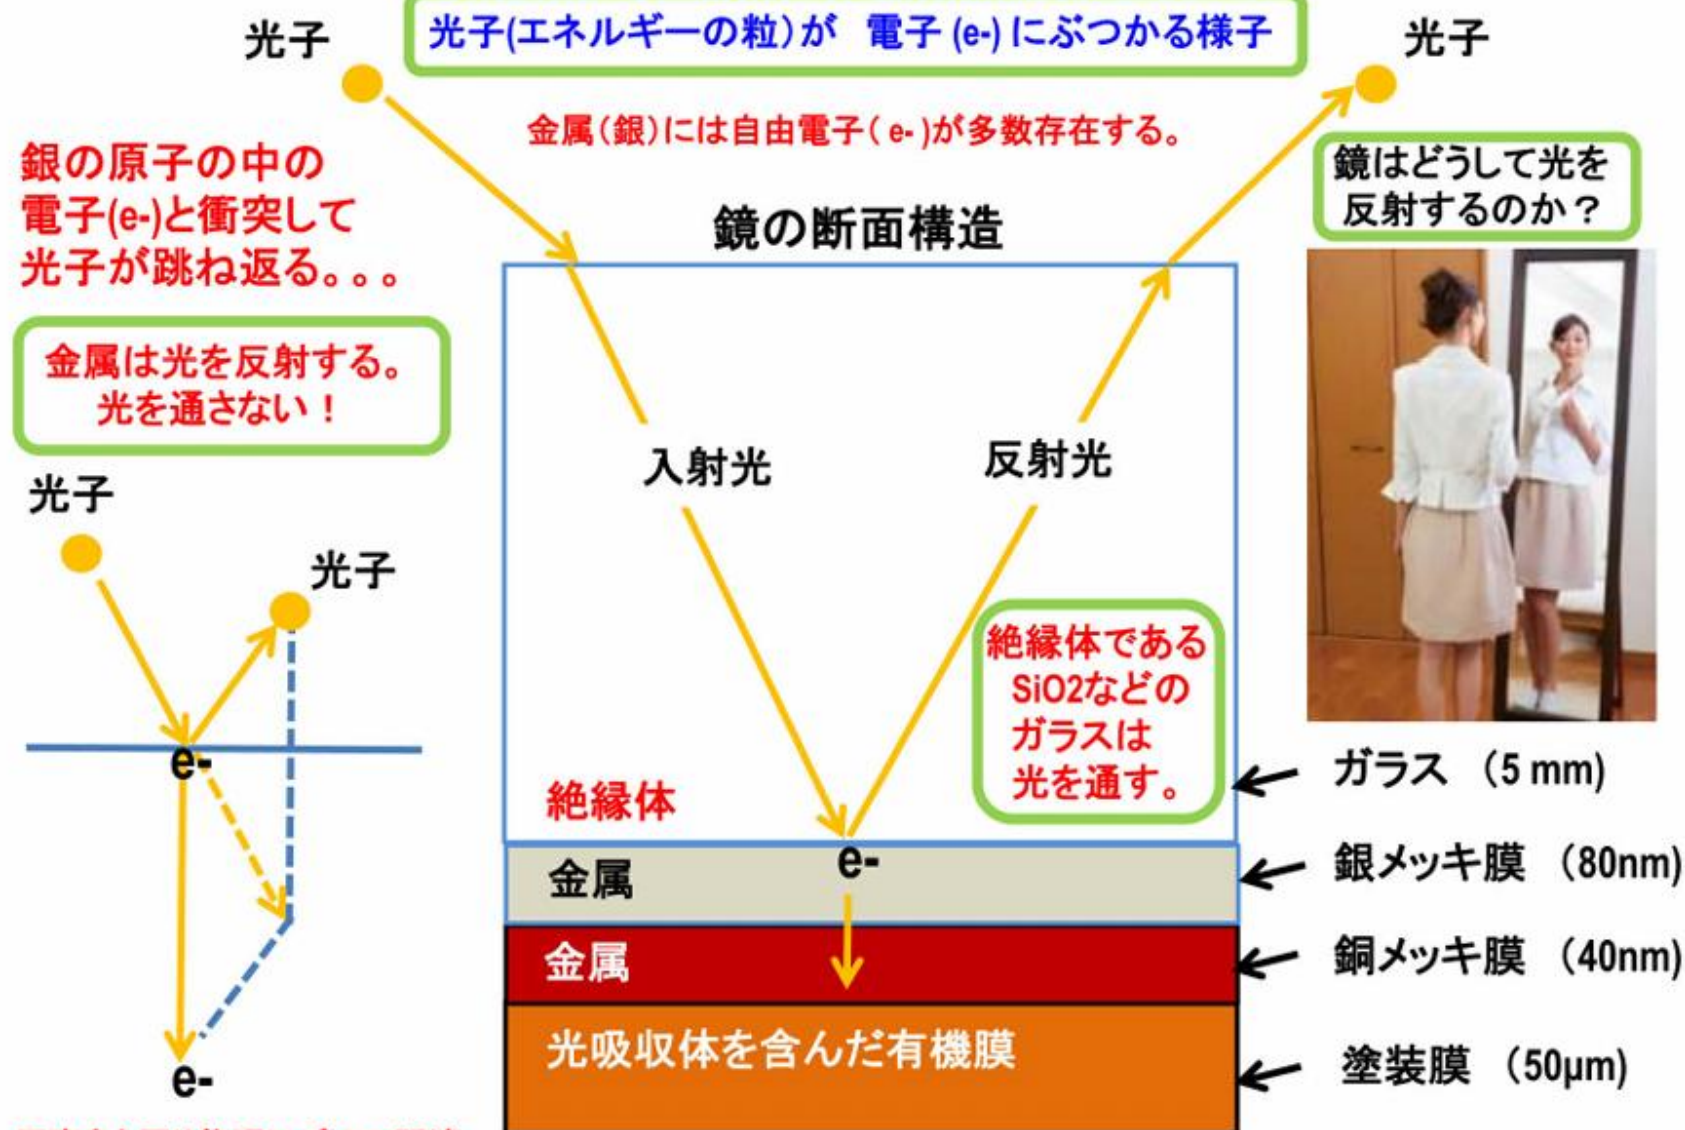 光子(エネルギーの粒)が 電子 (e-) にぶつかる様子
光子
光子
金属(銀)には自由電子( e- )が多数存在する。
銀の原子の中の
電子(e-)と衝突して
光子が跳ね返る。。。
鏡はどうして光を
反射するのか？
鏡の断面構造
金属は光を反射する。
光を通さない！
入射光
反射光
光子
光子
e-
e-
絶縁体である
SiO2などの
ガラスは
光を通す。
絶縁体
e-
金属
金属
光吸収体を含んだ有機膜
ガラス (5 mm)
銀メッキ膜 (80nm)
銅メッキ膜 (40nm)
塗装膜 (50μm)